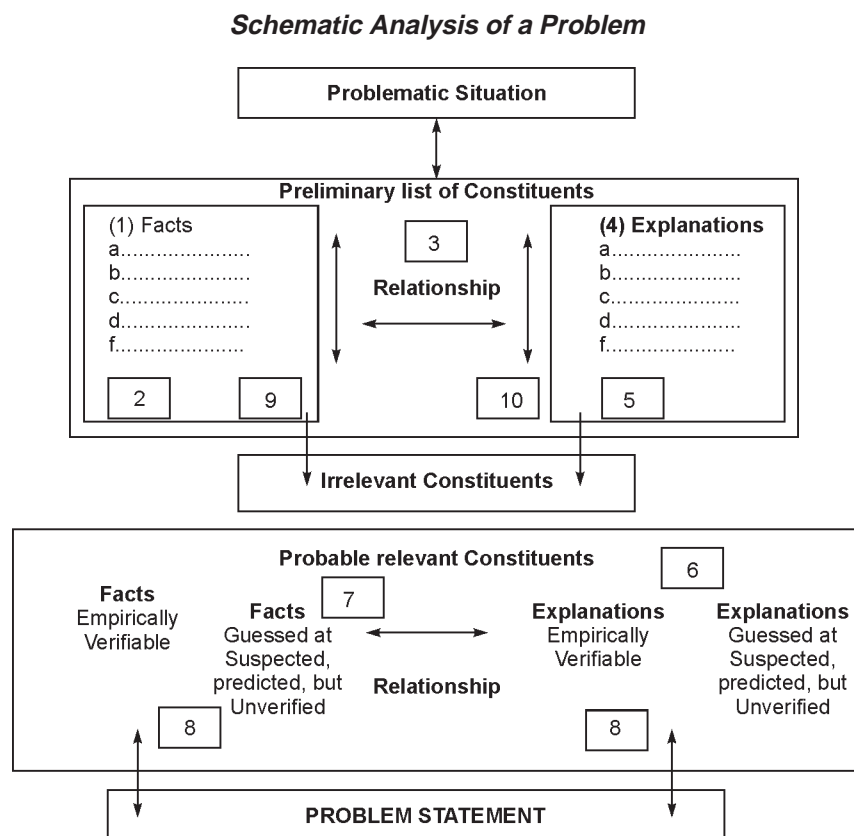 Schematic Analysis of a Problem
Problematic Situation
Preliminary list of Constituents
(1) Facts
a......................
b......................
c......................
d......................
f......................
2
9
3
Relationship
10
(4) Explanations
a......................
b......................
c......................
d......................
f......................
5
Irrelevant Constituents
Probable relevant Constituents
Facts
Empirically
Verifiable
8
7
Facts
Guessed at
Suspected,
predicted, but
Unverified
Relationship
6
Explanations
Empirically
Verifiable
8
Explanations
Guessed at
Suspected,
predicted, but
Unverified
PROBLEM STATEMENT